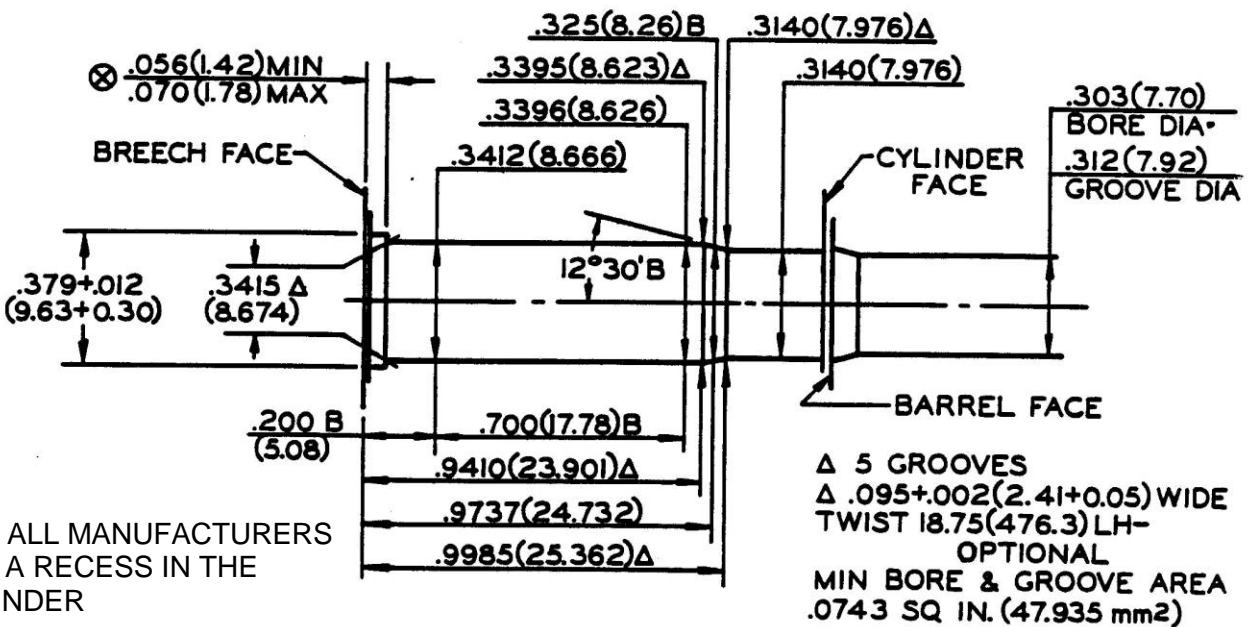 .325(8.26)B
.3140(7.976)Δ
⊗ .056(1.42)MIN
.070(1.78)MAX
.3395(8.623)Δ
.3140(7.976)
.3396(8.626)
.303(7.70)
BORE DIA.
BREECH FACE
.3412(8.666)
CYLINDER
FACE
.312(7.92)
GROOVE DIA
12°30'B
.379+.012
(9.63+0.30)
.3415 Δ
(8.674)
BARREL FACE
.200 B
(5.08)
.700(17.78)B
.9410(23.901)Δ
.9737(24.732)
.9985(25.362)Δ
Δ 5 GROOVES
Δ .095+.002(2.41+0.05) WIDE
TWIST 18.75(476.3) LH-
OPTIONAL
MIN BORE & GROOVE AREA
.0743 SQ IN. (47.935 mm2)
ALL MANUFACTURERS
A RECESS IN THE
NDER